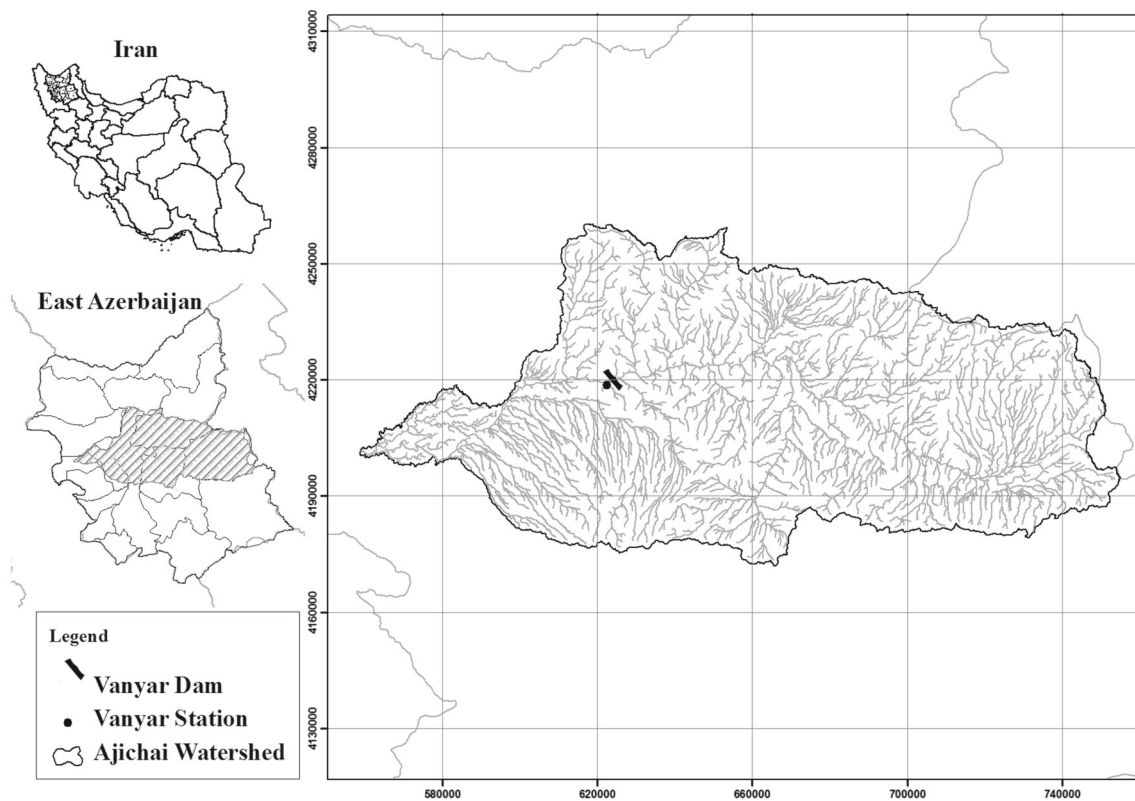 Iran
East Azerbaijan
Legend
Vanyar Dam
Vanyar Station
Ajichai Watershed
4310000
4280000
4250000
4220000
4190000
4160000
4130000
580000
620000
660000
700000
740000